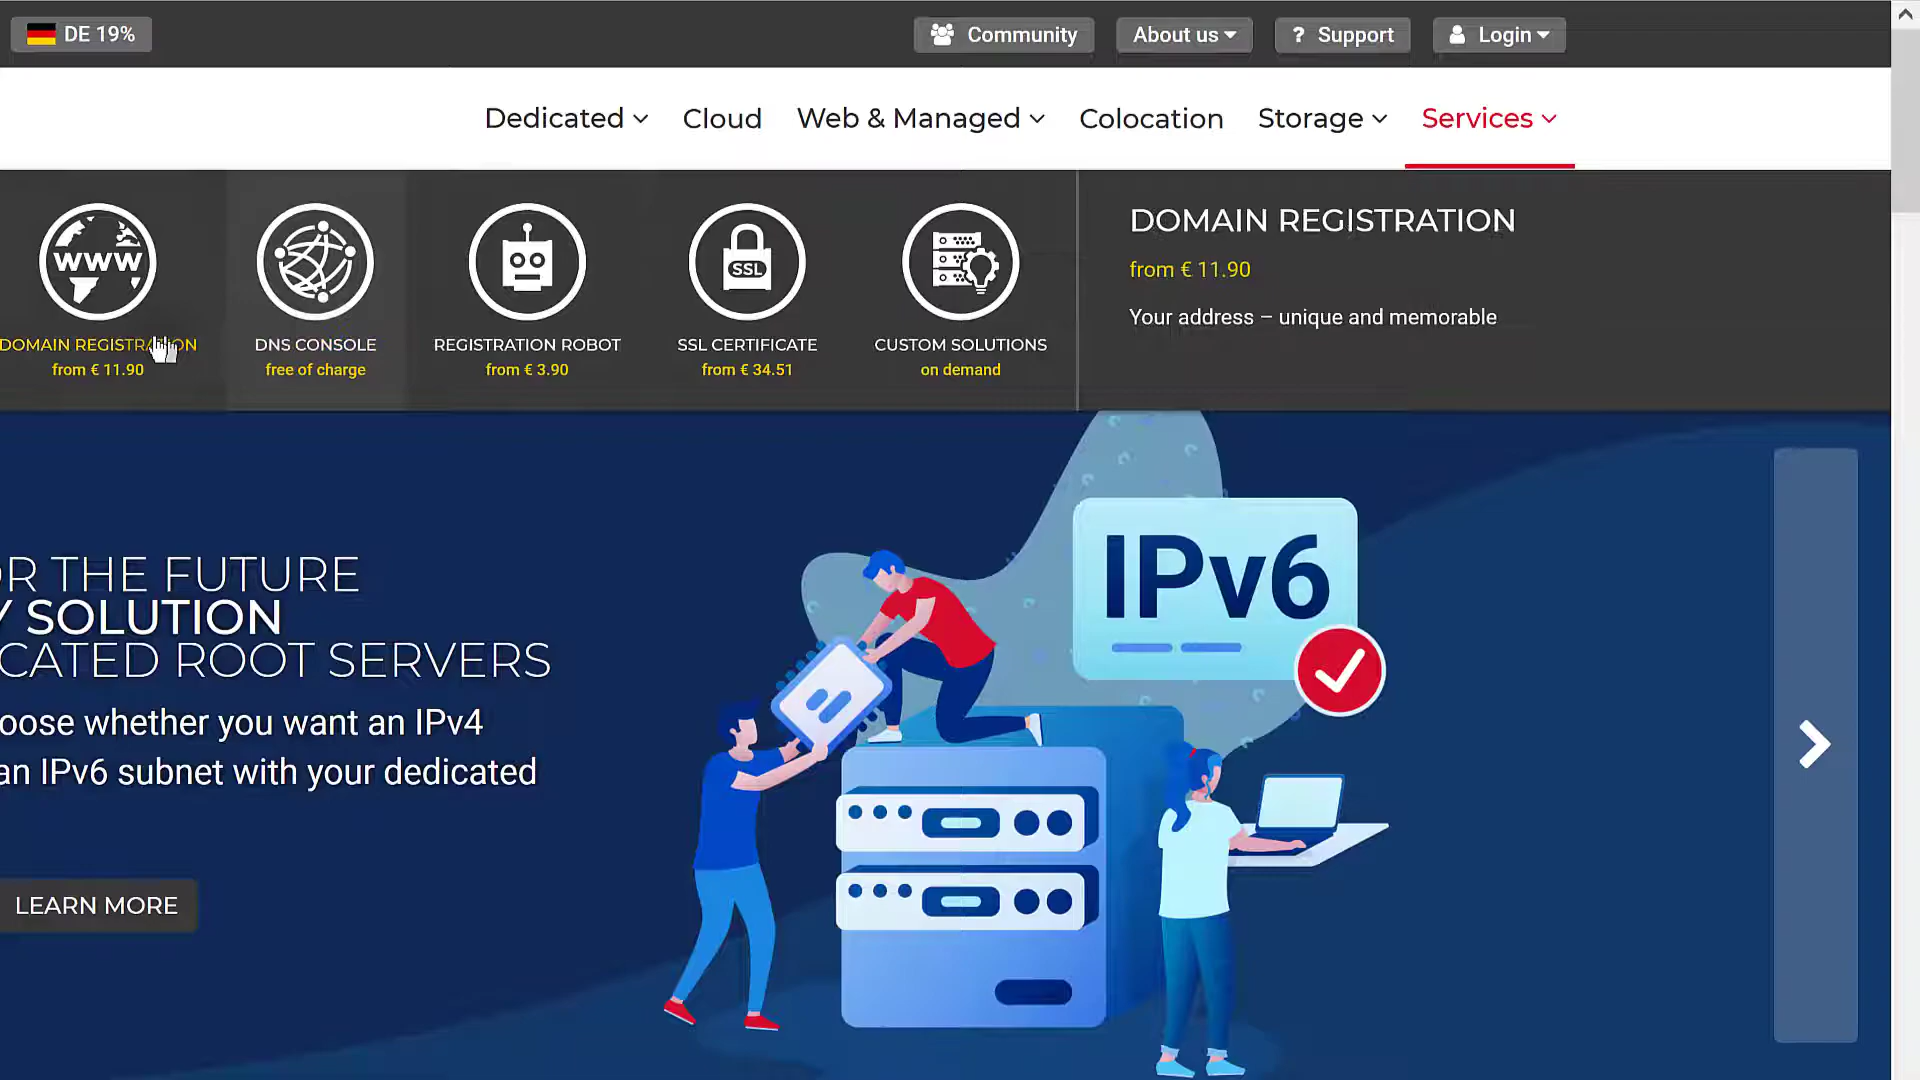 DE 19%
Community
About us
? Support
Login
Dedicated
Cloud
Web & Managed
Colocation
Storage
Services
WWW
DOMAIN REGISTRATION
from € 11.90
DNS CONSOLE
free of charge
REGISTRATION ROBOT
from € 3.90
SSL
SSL CERTIFICATE
from € 34.51
CUSTOM SOLUTIONS
on demand
DOMAIN REGISTRATION
from € 11.90
Your address – unique and memorable
OR THE FUTURE
Y SOLUTION
CATED ROOT SERVERS
oose whether you want an IPv4
an IPv6 subnet with your dedicated
LEARN MORE
IPv6